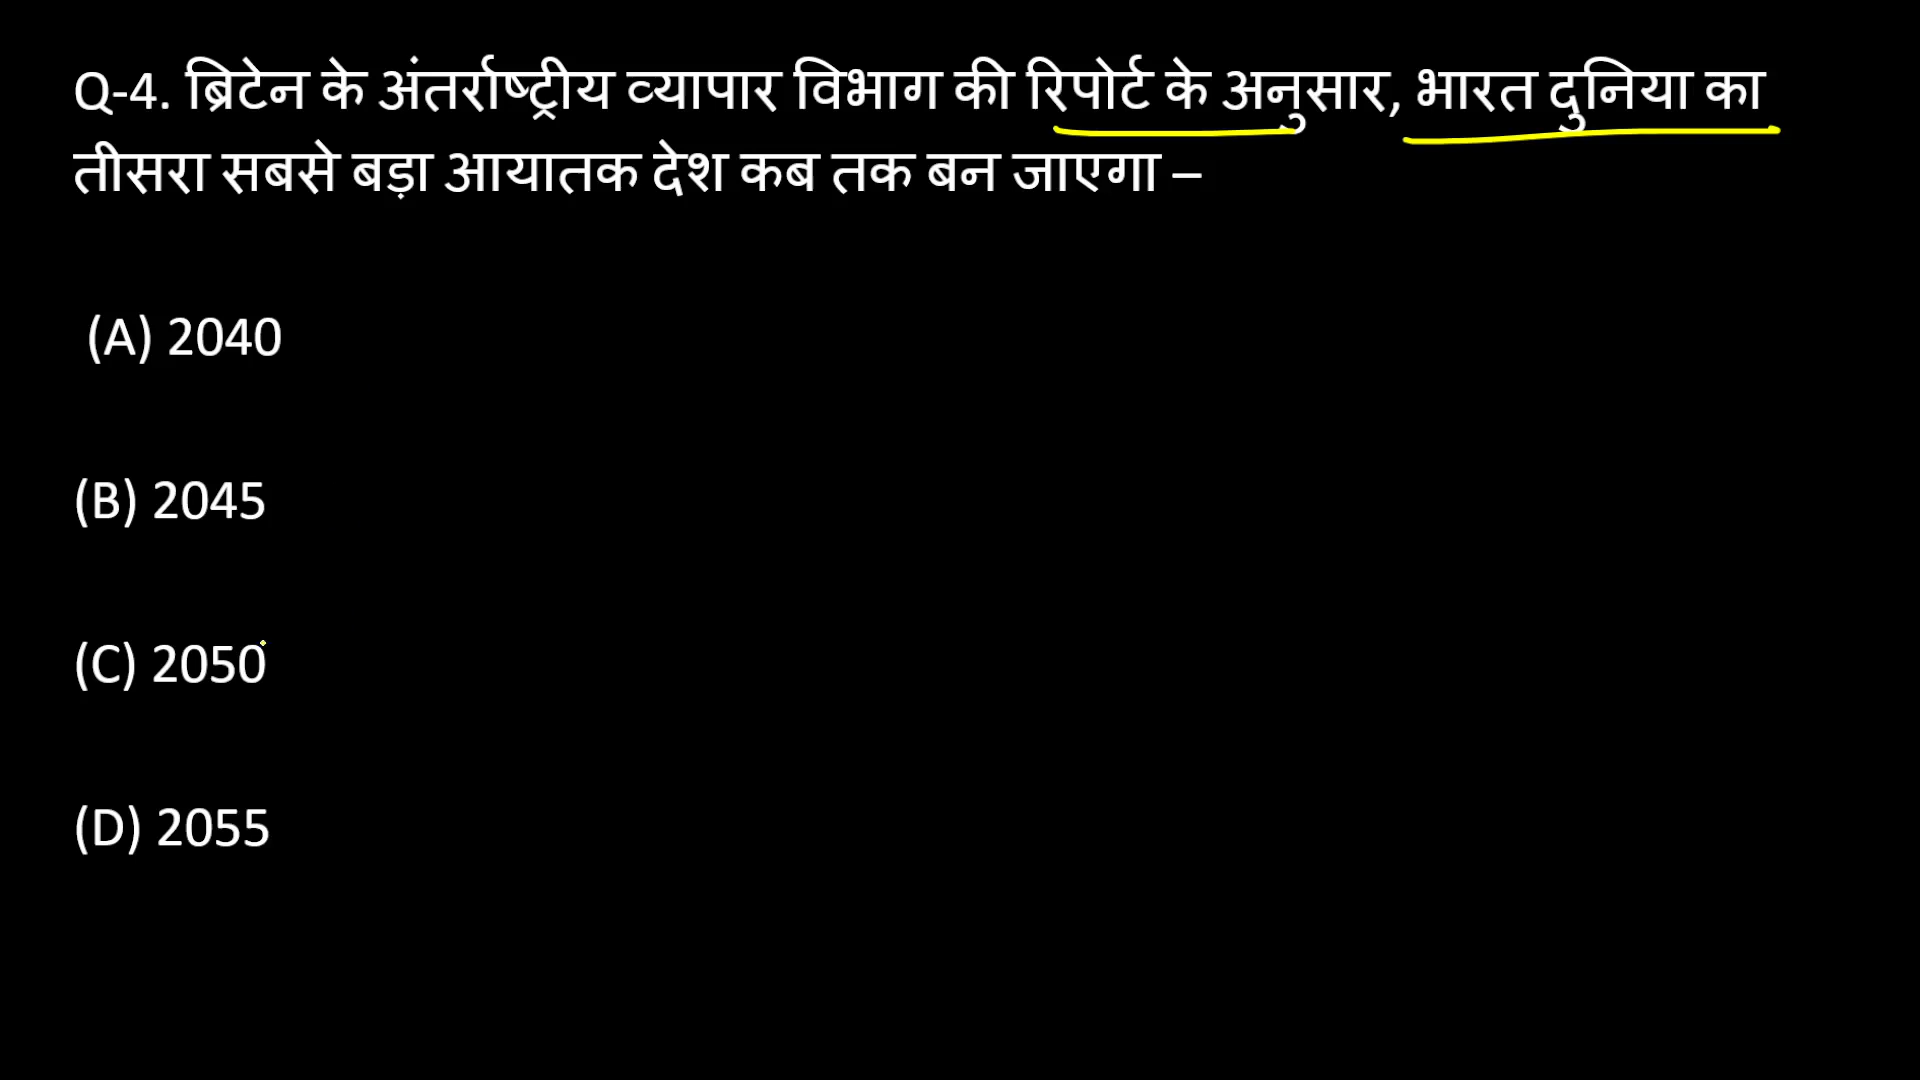 Q-4. ब्रिटेन के अंतर्राष्ट्रीय व्यापार विभाग की रिपोर्ट के अनुसार, भारत दुनिया का
तीसरा सबसे बड़ा आयातक देश कब तक बन जाएगा –
(A) 2040
(B) 2045
(C) 2050
(D) 2055